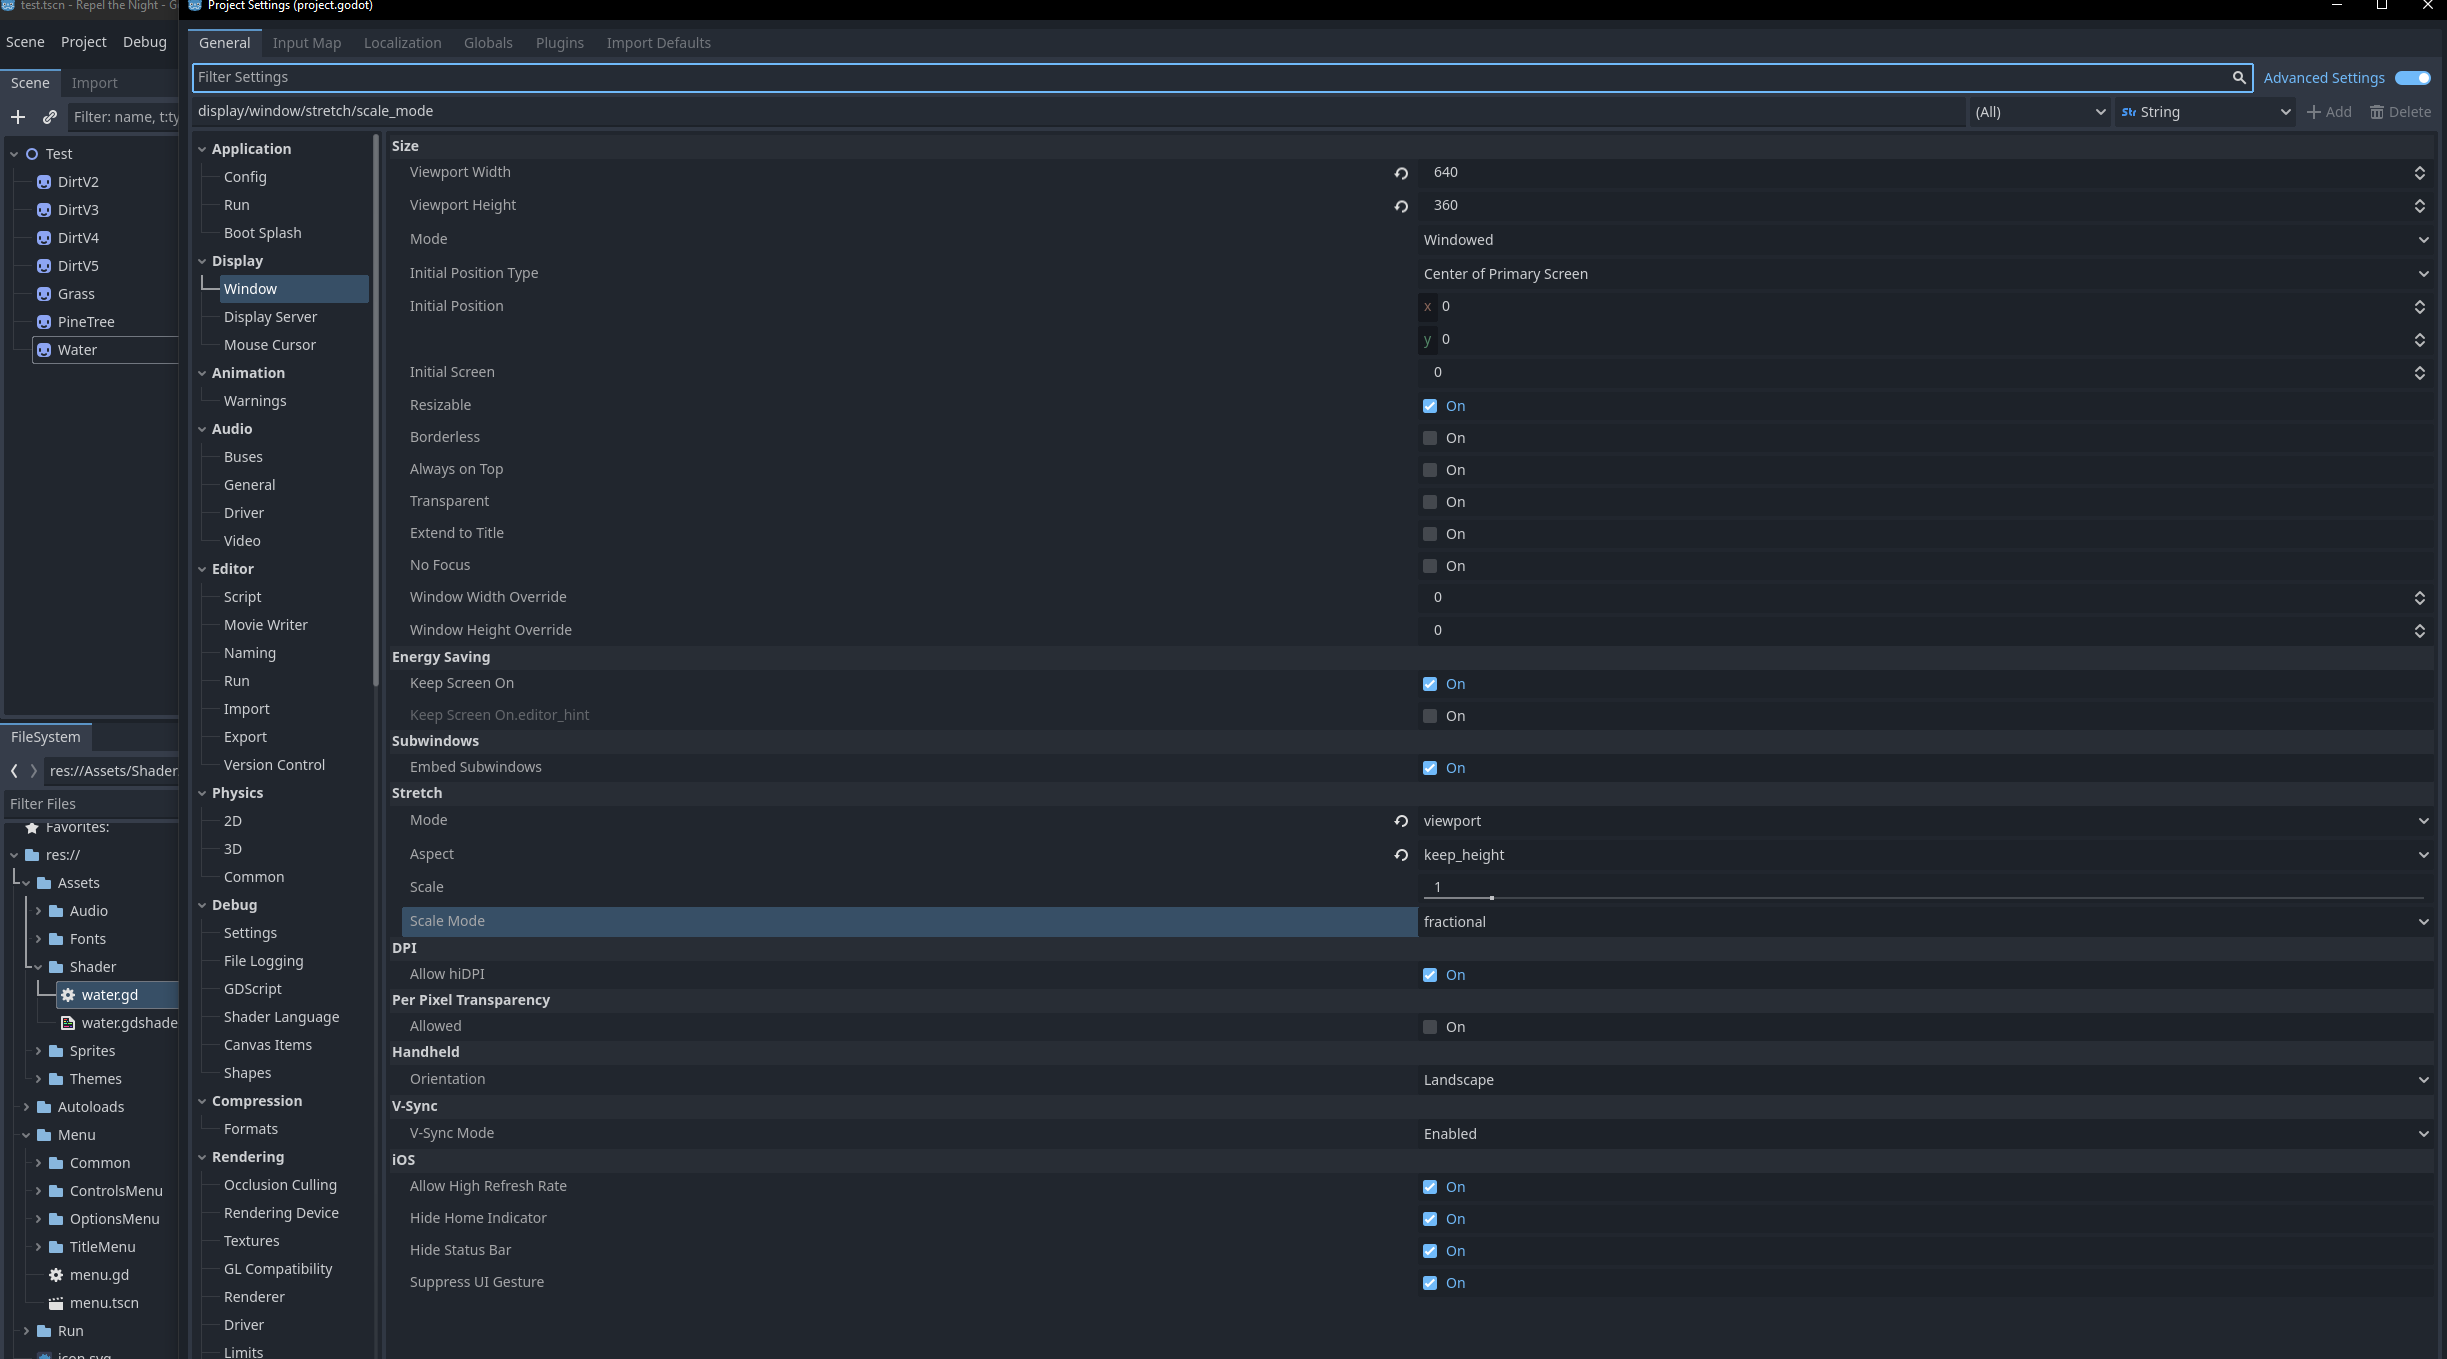 test.tscn - Repel the Night - G
Project Settings (project.godot)
Scene Project Debug
General Input Map Localization Globals Plugins Import Defaults
Scene Import
Filter Settings
Advanced Settings
Filter: name, t:ty
display/window/stretch/scale_mode
(All)
String
Add
Delete
Test
DirtV2
DirtV3
DirtV4
DirtV5
Grass
PineTree
Water
FileSystem
res://Assets/Shader
Filter Files
Favorites:
res://
Assets
Audio
Fonts
Shader
water.gd
water.gdshade
Sprites
Themes
Autoloads
Menu
Common
ControlsMenu
OptionsMenu
TitleMenu
menu.gd
menu.tscn
Run
icon.svg
Application
Config
Run
Boot Splash
Display
Window
Display Server
Mouse Cursor
Animation
Warnings
Audio
Buses
General
Driver
Video
Editor
Script
Movie Writer
Naming
Run
Import
Export
Version Control
Physics
2D
3D
Common
Debug
Settings
File Logging
GDScript
Shader Language
Canvas Items
Shapes
Compression
Formats
Rendering
Occlusion Culling
Rendering Device
Textures
GL Compatibility
Renderer
Driver
Limits
Size
Viewport Width 640
Viewport Height 360
Mode Windowed
Initial Position Type Center of Primary Screen
Initial Position x 0
y 0
Initial Screen 0
Resizable On
Borderless On
Always on Top On
Transparent On
Extend to Title On
No Focus On
Window Width Override 0
Window Height Override 0
Energy Saving
Keep Screen On On
Keep Screen On.editor_hint On
Subwindows
Embed Subwindows On
Stretch
Mode viewport
Aspect keep_height
Scale 1
Scale Mode fractional
DPI
Allow hiDPI On
Per Pixel Transparency
Allowed On
Handheld
Orientation Landscape
V-Sync
V-Sync Mode Enabled
iOS
Allow High Refresh Rate On
Hide Home Indicator On
Hide Status Bar On
Suppress UI Gesture On